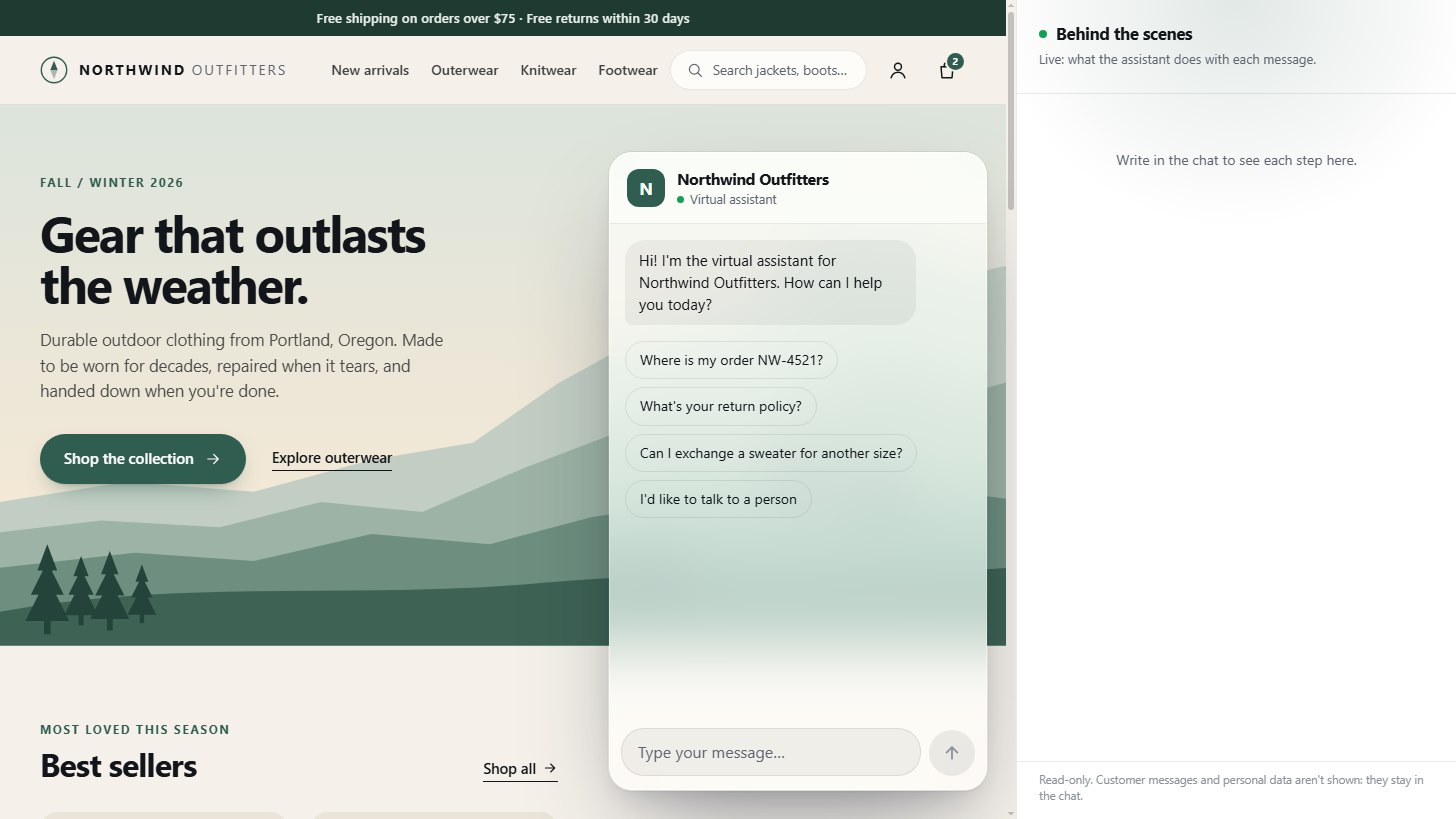 Free shipping on orders over $75 · Free returns within 30 days
NORTHWIND OUTFITTERS
New arrivals
Outerwear
Knitwear
Footwear
Search jackets, boots...
2
FALL / WINTER 2026
Gear that outlasts
the weather.
Durable outdoor clothing from Portland, Oregon. Made
to be worn for decades, repaired when it tears, and
handed down when you're done.
Shop the collection →
Explore outerwear
MOST LOVED THIS SEASON
Best sellers
Shop all →
N
Northwind Outfitters
Virtual assistant
Hi! I'm the virtual assistant for
Northwind Outfitters. How can I help
you today?
Where is my order NW-4521?
What's your return policy?
Can I exchange a sweater for another size?
I'd like to talk to a person
Type your message...
Behind the scenes
Live: what the assistant does with each message.
Write in the chat to see each step here.
Read-only. Customer messages and personal data aren't shown: they stay in
the chat.